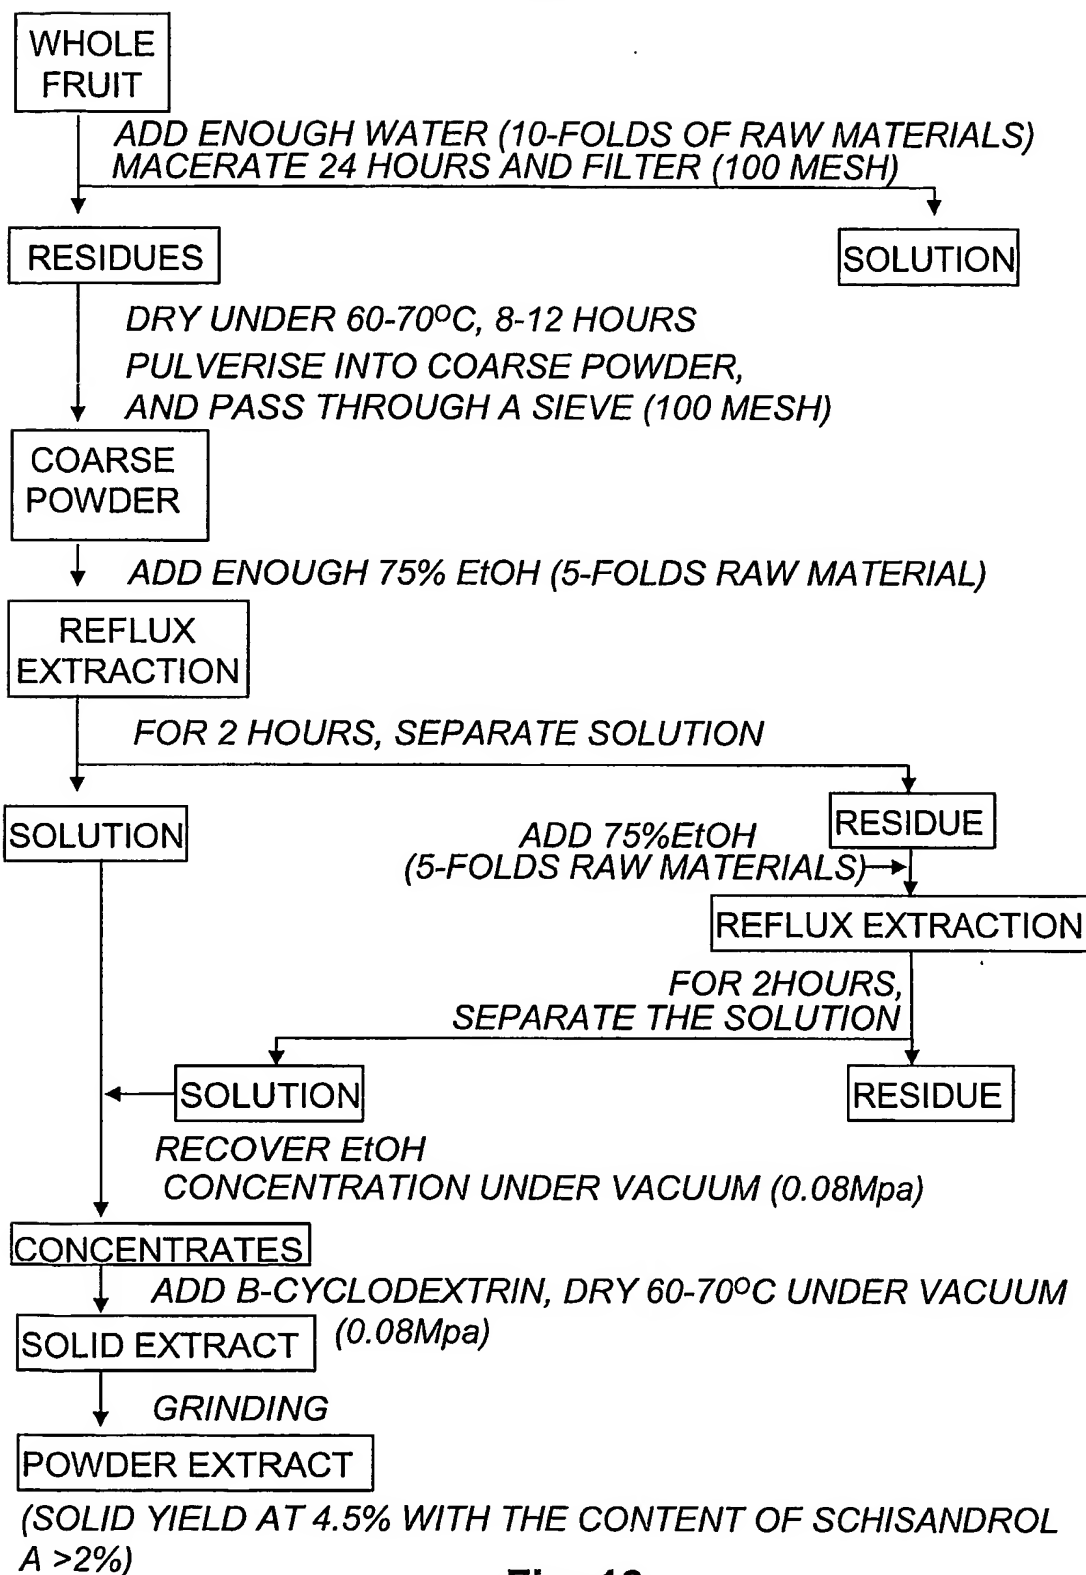 WHOLE
FRUIT
ADD ENOUGH WATER (10-FOLDS OF RAW MATERIALS)
MACERATE 24 HOURS AND FILTER (100 MESH)
RESIDUES
SOLUTION
DRY UNDER 60-70ºC, 8-12 HOURS
PULVERISE INTO COARSE POWDER,
AND PASS THROUGH A SIEVE (100 MESH)
COARSE
POWDER
ADD ENOUGH 75% EtOH (5-FOLDS RAW MATERIAL)
REFLUX
EXTRACTION
FOR 2 HOURS, SEPARATE SOLUTION
SOLUTION
RESIDUE
ADD 75%EtOH
(5-FOLDS RAW MATERIALS)
REFLUX EXTRACTION
FOR 2HOURS,
SEPARATE THE SOLUTION
SOLUTION
RESIDUE
RECOVER EtOH
CONCENTRATION UNDER VACUUM (0.08Mpa)
CONCENTRATES
ADD B-CYCLODEXTRIN, DRY 60-70ºC UNDER VACUUM
(0.08Mpa)
SOLID EXTRACT
GRINDING
POWDER EXTRACT
(SOLID YIELD AT 4.5% WITH THE CONTENT OF SCHISANDROL
A >2%)